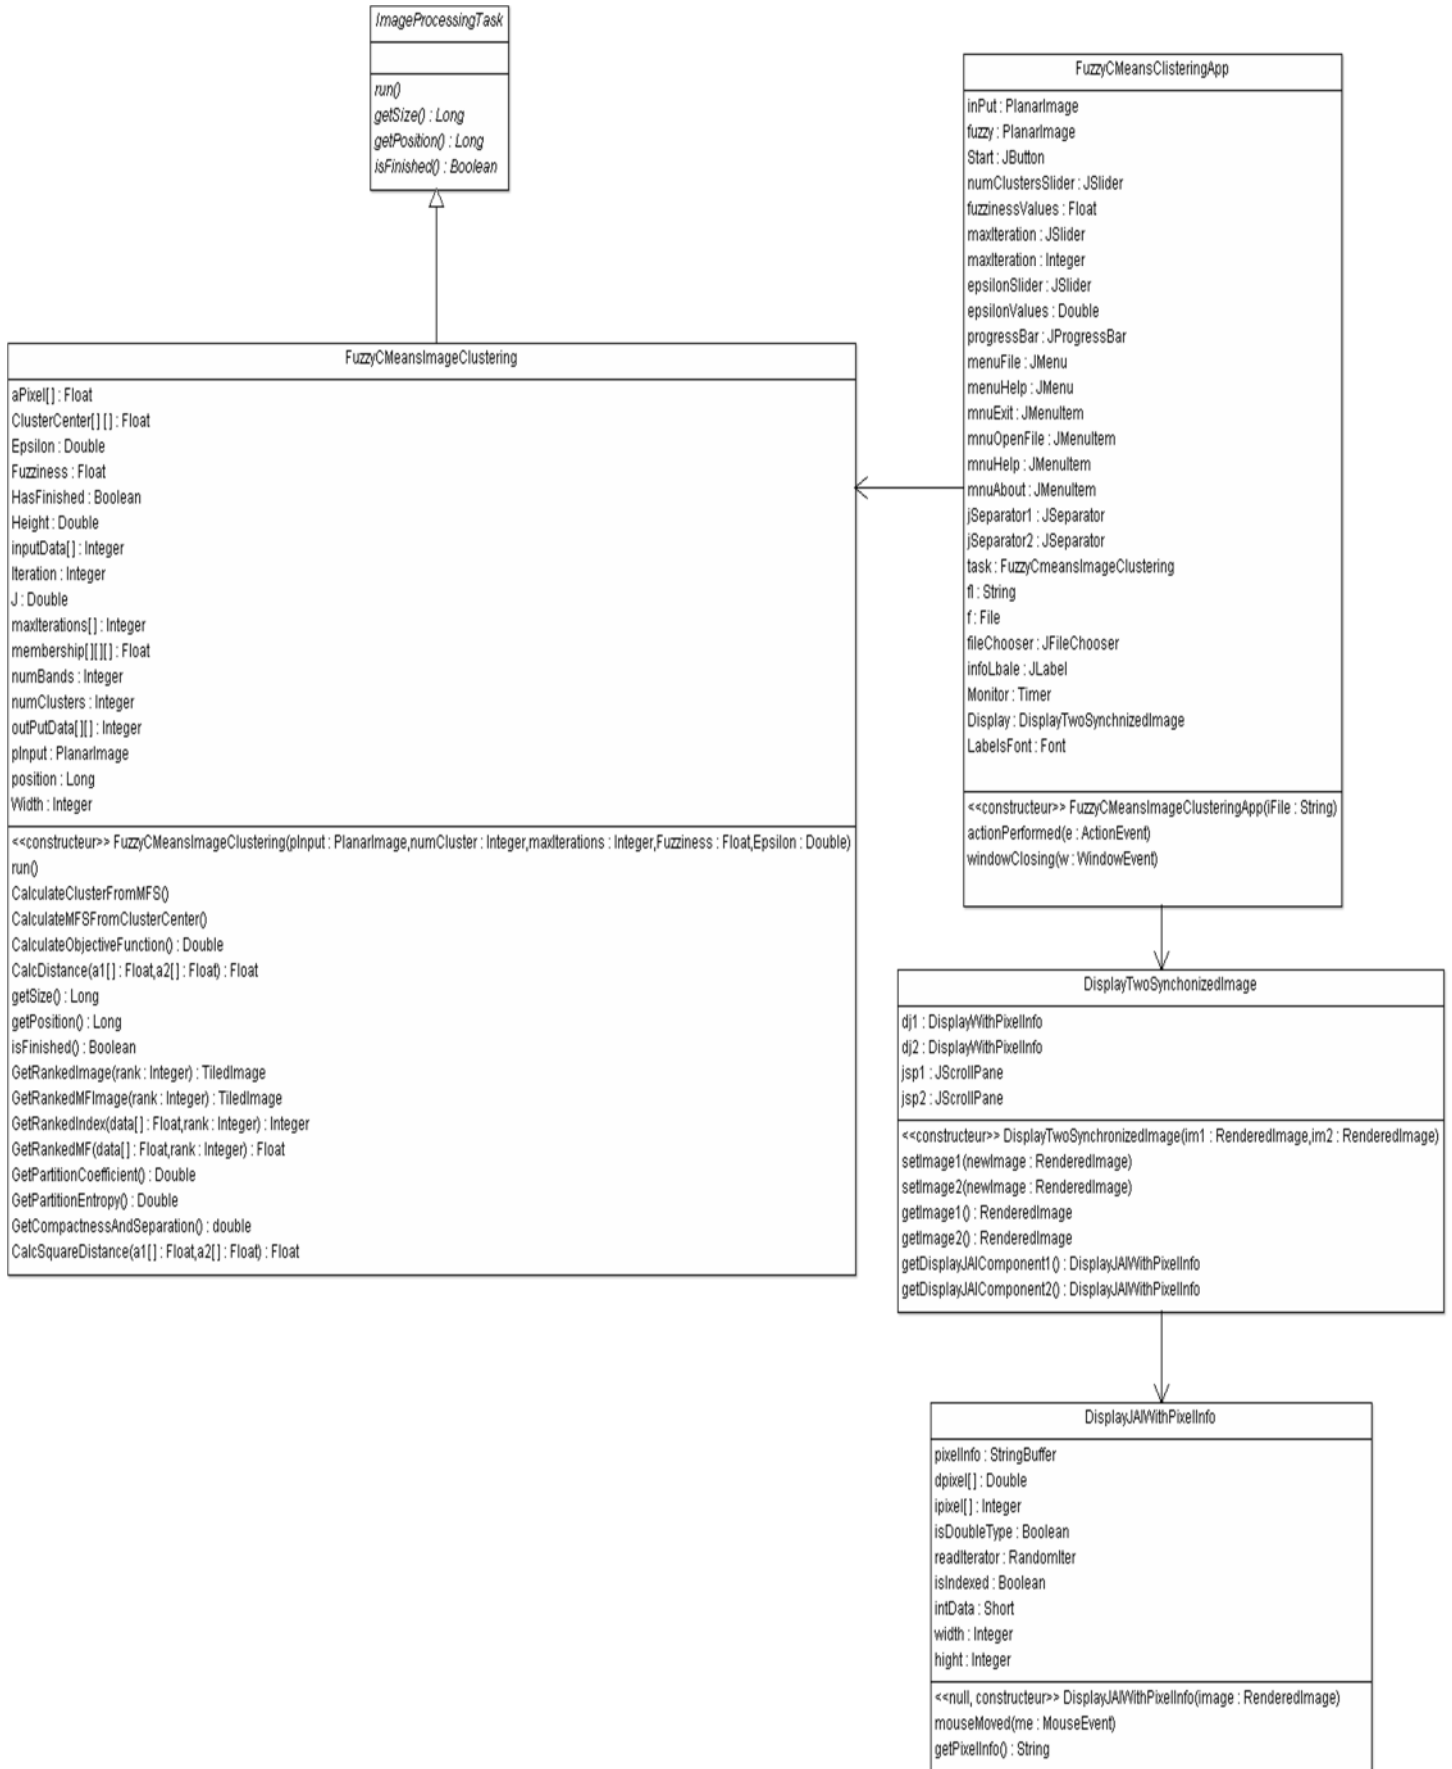 ImageProcessingTask
run()
getSize() : Long
getPosition() : Long
isFinished() : Boolean
FuzzyCMeansClisteringApp
inPut : PlanarImage
fuzzy : PlanarImage
Start : JButton
numClustersSlider : JSlider
fuzzinessValues : Float
maxIteration : JSlider
maxIteration : Integer
epsilonSlider : JSlider
epsilonValues : Double
progressBar : JProgressBar
menuFile : JMenu
menuHelp : JMenu
mnuExit : JMenuItem
mnuOpenFile : JMenuItem
mnuHelp : JMenuItem
mnuAbout : JMenuItem
jSeparator1 : JSeparator
jSeparator2 : JSeparator
task : FuzzyCmeansImageClustering
fl : String
f : File
fileChooser : JFileChooser
infoLbale : JLabel
Monitor : Timer
Display : DisplayTwoSynchnizedImage
LabelsFont : Font
<<constructeur>> FuzzyCMeansImageClusteringApp(iFile : String)
actionPerformed(e : ActionEvent)
windowClosing(w : WindowEvent)
FuzzyCMeansImageClustering
aPixel[] : Float
ClusterCenter[] [] : Float
Epsilon : Double
Fuzziness : Float
HasFinished : Boolean
Height : Double
inputData[] : Integer
Iteration : Integer
J : Double
maxIterations[] : Integer
membership[][][] : Float
numBands : Integer
numClusters : Integer
outPutData[][] : Integer
pInput : PlanarImage
position : Long
Width : Integer
<<constructeur>> FuzzyCMeansImageClustering(pInput : PlanarImage,numCluster : Integer,maxIterations : Integer,Fuzziness : Float,Epsilon : Double)
run()
CalculateClusterFromMFS()
CalculateMFSFromClusterCenter()
CalculateObjectiveFunction() : Double
CalcDistance(a1[] : Float,a2[] : Float) : Float
getSize() : Long
getPosition() : Long
isFinished() : Boolean
GetRankedImage(rank : Integer) : TiledImage
GetRankedMFImage(rank : Integer) : TiledImage
GetRankedIndex(data[] : Float,rank : Integer) : Integer
GetRankedMF(data[] : Float,rank : Integer) : Float
GetPartitionCoefficient() : Double
GetPartitionEntropy() : Double
GetCompactnessAndSeparation() : double
CalcSquareDistance(a1[] : Float,a2[] : Float) : Float
DisplayTwoSynchonizedImage
dj1 : DisplayWithPixelInfo
dj2 : DisplayWithPixelInfo
jsp1 : JScrollPane
jsp2 : JScrollPane
<<constructeur>> DisplayTwoSynchronizedImage(im1 : RenderedImage,im2 : RenderedImage)
setImage1(newImage : RenderedImage)
setImage2(newImage : RenderedImage)
getImage1() : RenderedImage
getImage2() : RenderedImage
getDisplayJAIComponent1() : DisplayJAIWithPixelInfo
getDisplayJAIComponent2() : DisplayJAIWithPixelInfo
DisplayJAIWithPixelInfo
pixelInfo : StringBuffer
dpixel[] : Double
ipixel[] : Integer
isDoubleType : Boolean
readIterator : RandomIter
isIndexed : Boolean
intData : Short
width : Integer
hight : Integer
<<null, constructeur>> DisplayJAIWithPixelInfo(image : RenderedImage)
mouseMoved(me : MouseEvent)
getPixelInfo() : String